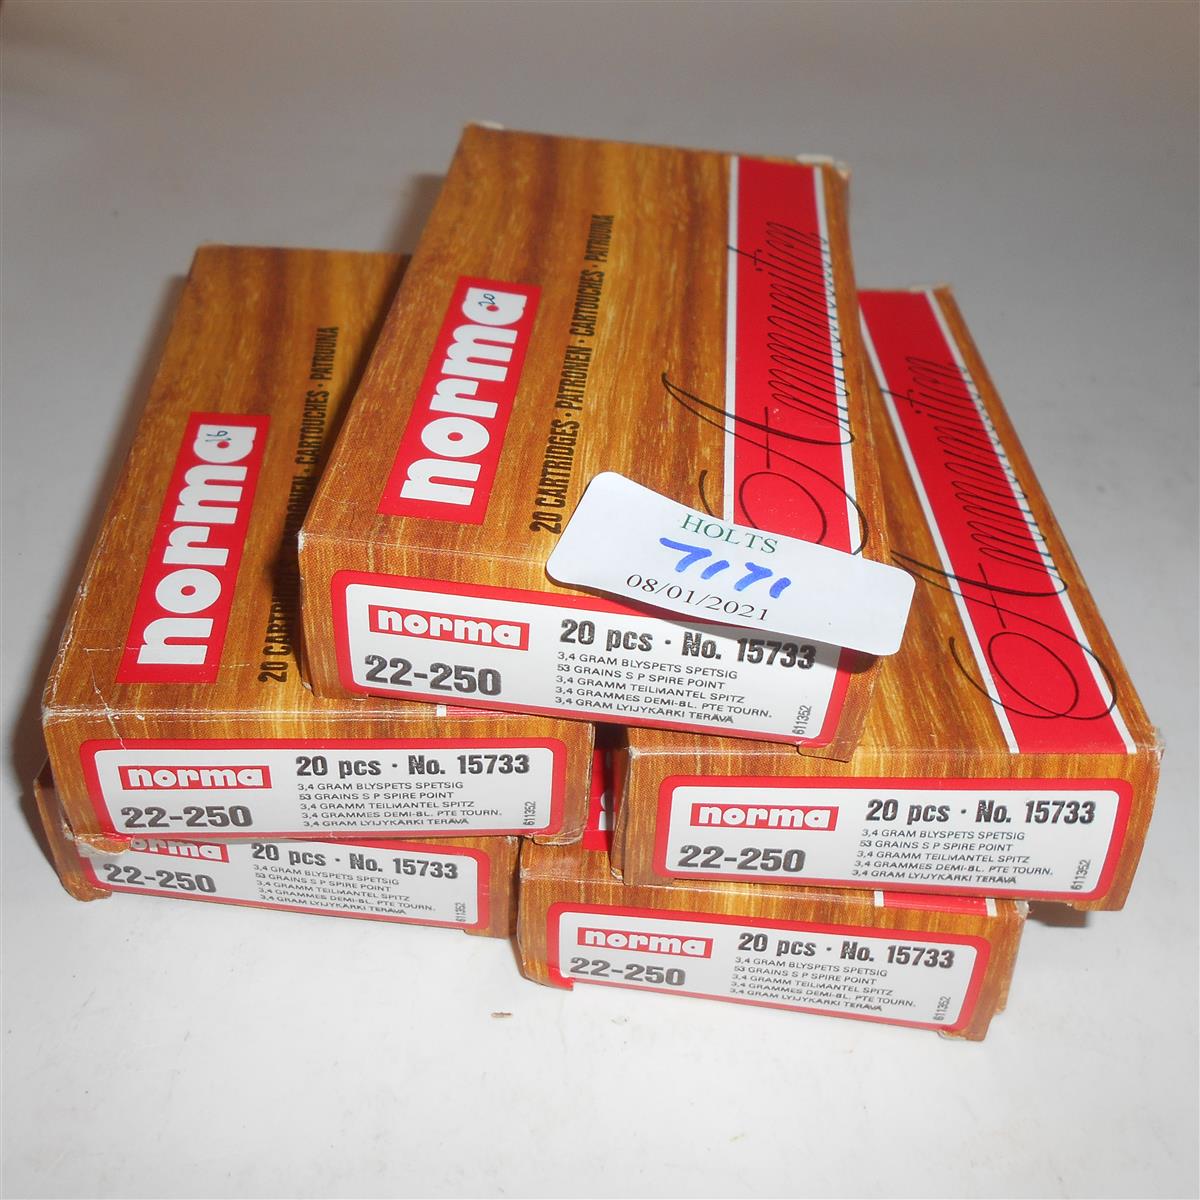 norma
20
20 CARTRIDGES · PATRONEN · CARTOUCHES · PATRUUNA
Ammunition
HOLTS
7171
08/01/2021
norma
20 pcs · No. 15733
22-250
3,4 GRAM BLYSPETS SPETSIG
53 GRAINS S P SPIRE POINT
3,4 GRAMM TEILMANTEL SPITZ
3,4 GRAMMES DEMI-BL. PTE TOURN.
3,4 GRAM LYIJYKÄRKI TERÄVÄ
611352
norma
16
CARTOUCHES · PATRUUNA
norma
20 pcs · No. 15733
22-250
3,4 GRAM BLYSPETS SPETSIG
53 GRAINS S P SPIRE POINT
3,4 GRAMM TEILMANTEL SPITZ
3,4 GRAMMES DEMI-BL. PTE TOURN.
3,4 GRAM LYIJYKÄRKI TERÄVÄ
611352
Ammunition
norma
20 pcs · No. 15733
22-250
3,4 GRAM BLYSPETS SPETSIG
53 GRAINS S P SPIRE POINT
3,4 GRAMM TEILMANTEL SPITZ
3,4 GRAMMES DEMI-BL. PTE TOURN.
3,4 GRAM LYIJYKÄRKI TERÄVÄ
611352
norma
20 pcs · No. 15733
22-250
3,4 GRAM BLYSPETS SPETSIG
53 GRAINS S P SPIRE POINT
3,4 GRAMM TEILMANTEL SPITZ
3,4 GRAMMES DEMI-BL. PTE TOURN.
3,4 GRAM LYIJYKÄRKI TERÄVÄ
611352
norma
20 pcs · No. 15733
22-250
3,4 GRAM BLYSPETS SPETSIG
53 GRAINS S P SPIRE POINT
3,4 GRAMM TEILMANTEL SPITZ
3,4 GRAMMES DEMI-BL. PTE TOURN.
3,4 GRAM LYIJYKÄRKI TERÄVÄ
611352